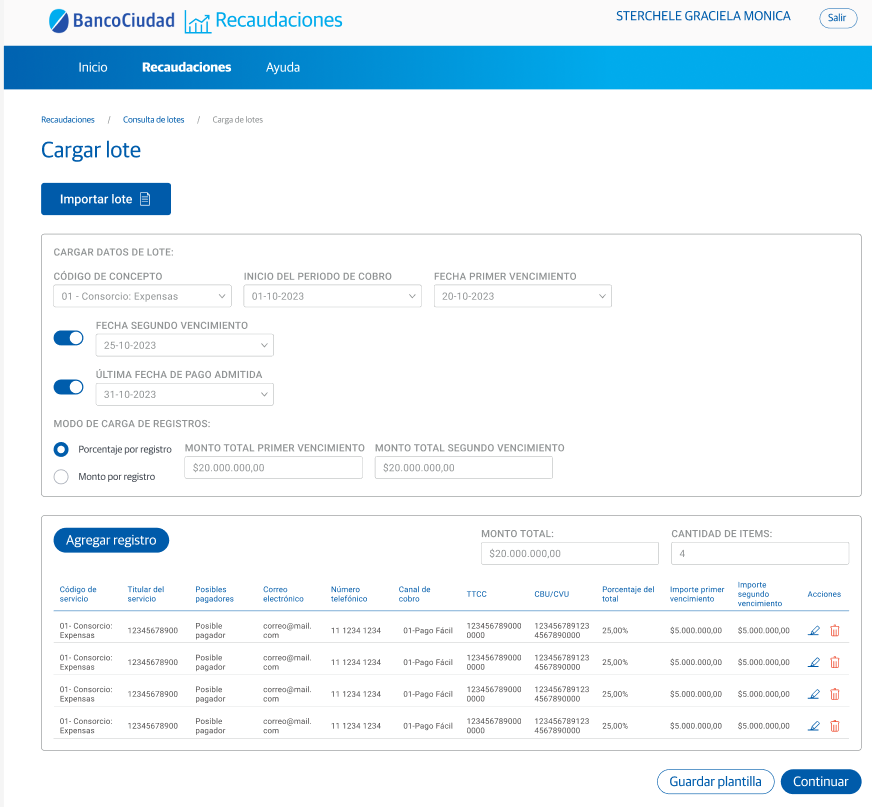 BancoCiudad Recaudaciones
STERCHELE GRACIELA MONICA
Salir
Inicio Recaudaciones Ayuda
Recaudaciones / Consulta de lotes / Carga de lotes
Cargar lote
Importar lote
CARGAR DATOS DE LOTE:
CÓDIGO DE CONCEPTO INICIO DEL PERIODO DE COBRO FECHA PRIMER VENCIMIENTO
01 - Consorcio: Expensas 01-10-2023 20-10-2023
FECHA SEGUNDO VENCIMIENTO
25-10-2023
ÚLTIMA FECHA DE PAGO ADMITIDA
31-10-2023
MODO DE CARGA DE REGISTROS:
Porcentaje por registro
Monto por registro
MONTO TOTAL PRIMER VENCIMIENTO MONTO TOTAL SEGUNDO VENCIMIENTO
$20.000.000,00 $20.000.000,00
Agregar registro
MONTO TOTAL: CANTIDAD DE ITEMS:
$20.000.000,00 4
Código de servicio Titular del servicio Posibles pagadores Correo electrónico Número telefónico Canal de cobro TTCC CBU/CVU Porcentaje del total Importe primer vencimiento Importe segundo vencimiento Acciones
01- Consorcio: Expensas 12345678900 Posible pagador correo@mail.com 11 1234 1234 01-Pago Fácil 1234567890000000 1234567891234567890000 25,00% $5.000.000,00 $5.000.000,00
01- Consorcio: Expensas 12345678900 Posible pagador correo@mail.com 11 1234 1234 01-Pago Fácil 1234567890000000 1234567891234567890000 25,00% $5.000.000,00 $5.000.000,00
01- Consorcio: Expensas 12345678900 Posible pagador correo@mail.com 11 1234 1234 01-Pago Fácil 1234567890000000 1234567891234567890000 25,00% $5.000.000,00 $5.000.000,00
01- Consorcio: Expensas 12345678900 Posible pagador correo@mail.com 11 1234 1234 01-Pago Fácil 1234567890000000 1234567891234567890000 25,00% $5.000.000,00 $5.000.000,00
Guardar plantilla Continuar